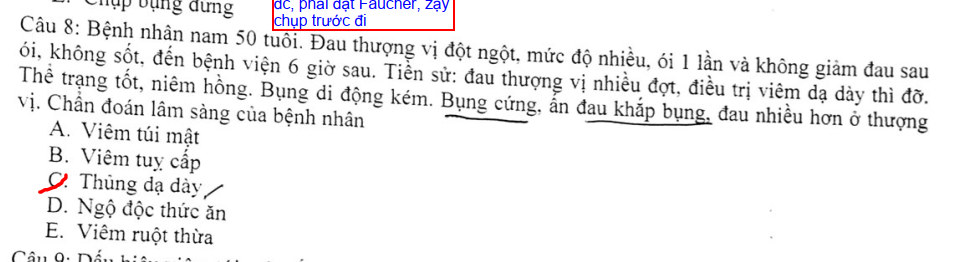 Chụp bụng đứng
đc, phải đặt Faucher, zậy
chụp trước đi
Câu 8: Bệnh nhân nam 50 tuổi. Đau thượng vị đột ngột, mức độ nhiều, ói 1 lần và không giảm đau sau
ói, không sốt, đến bệnh viện 6 giờ sau. Tiền sử: đau thượng vị nhiều đợt, điều trị viêm dạ dày thì đỡ.
Thể trạng tốt, niêm hồng. Bụng di động kém. Bụng cứng, ấn đau khắp bụng, đau nhiều hơn ở thượng
vị. Chẩn đoán lâm sàng của bệnh nhân
A. Viêm túi mật
B. Viêm tuỵ cấp
C. Thủng dạ dày
D. Ngộ độc thức ăn
E. Viêm ruột thừa
Câu 9: Dấu hiệu